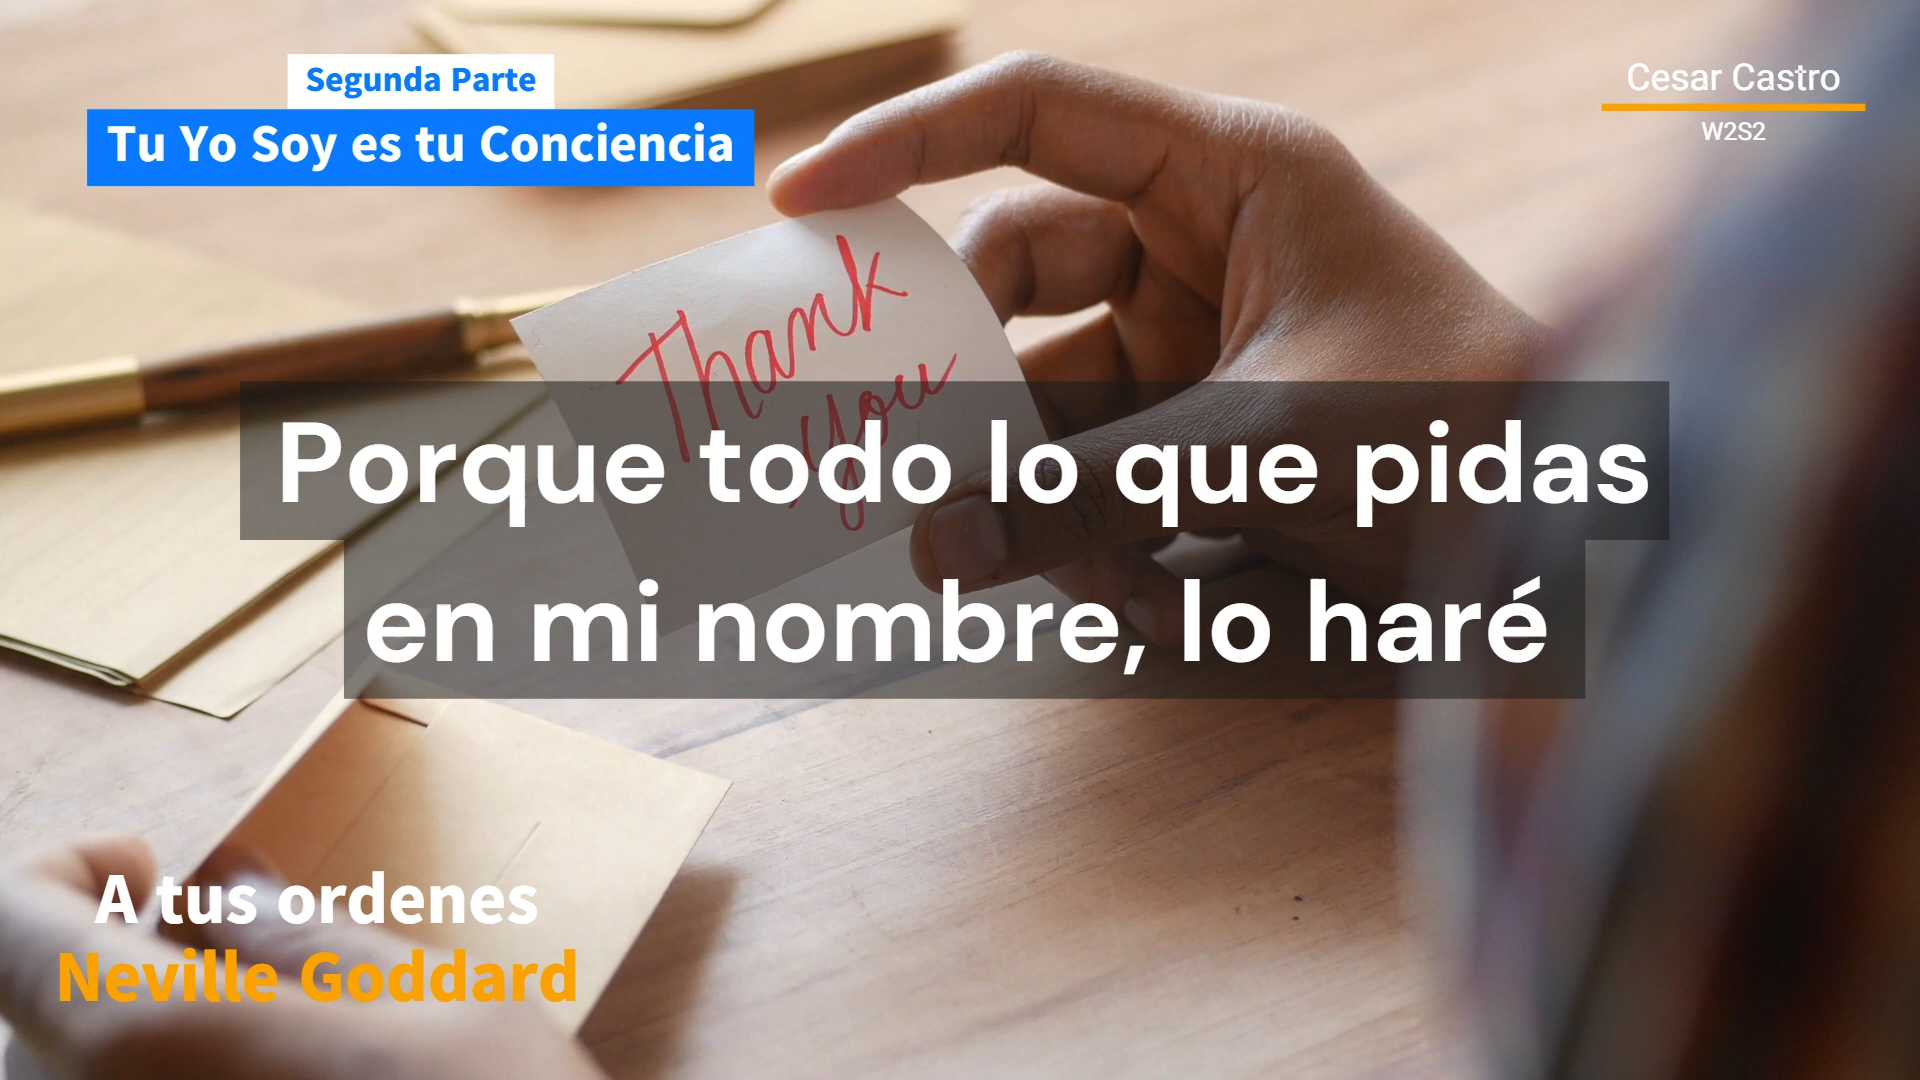 Segunda Parte
Tu Yo Soy es tu Conciencia
Cesar Castro
W2S2
Thank
you
Porque todo lo que pidas
en mi nombre, lo haré
A tus ordenes
Neville Goddard